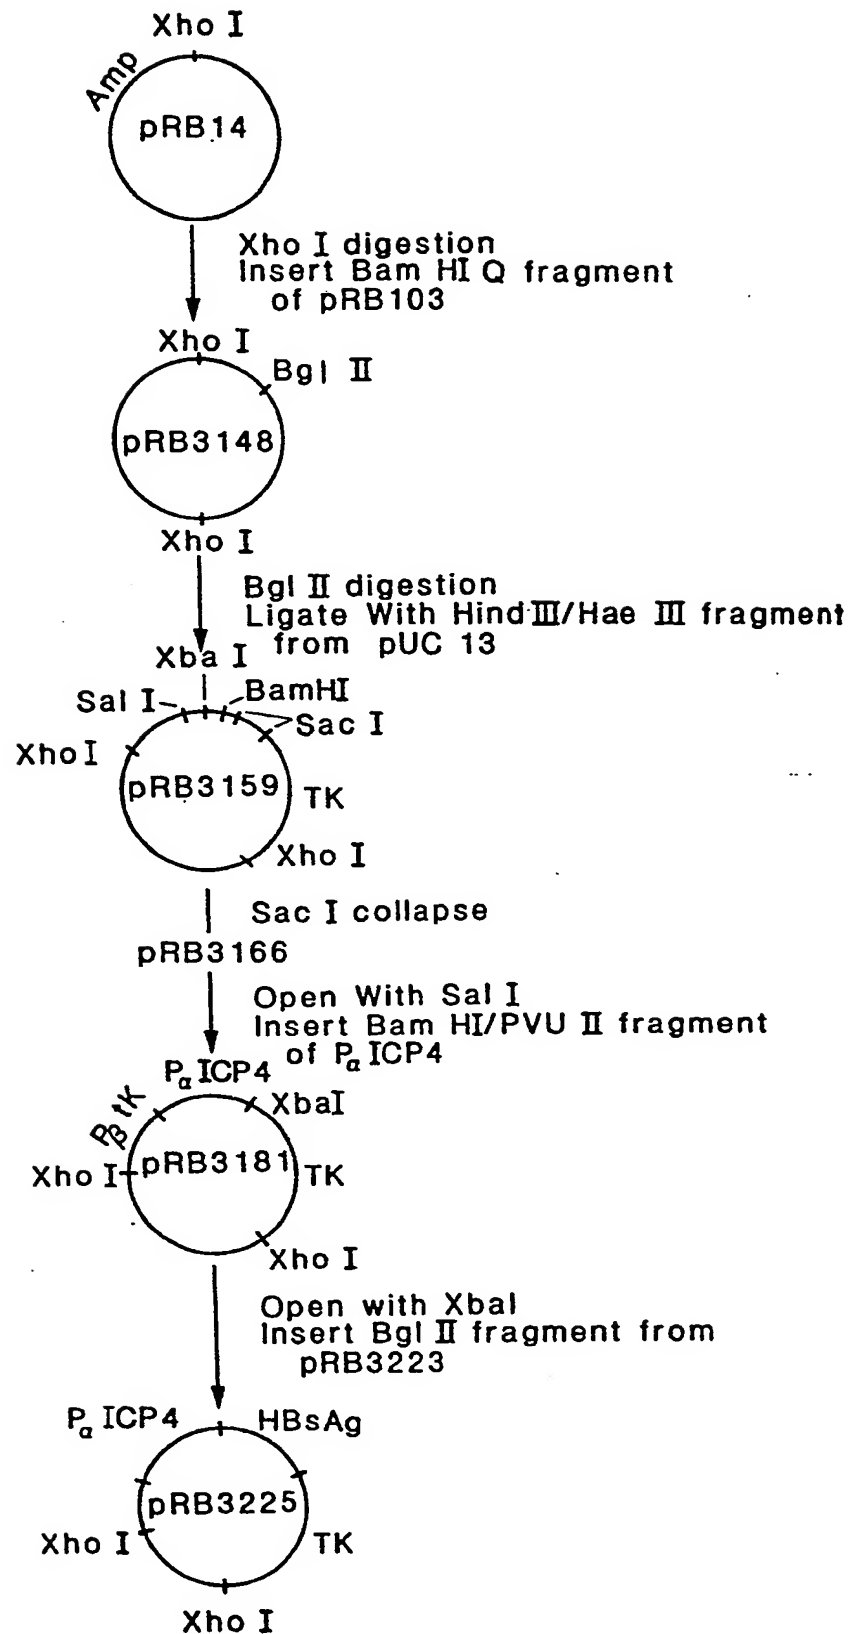 Xho I
Amp
pRB14
Xho I digestion
Insert Bam HI Q fragment
of pRB103
Xho I
Bgl II
pRB3148
Xho I
Bgl II digestion
Ligate With Hind III/Hae III fragment
from pUC 13
Xba I
Sal I
BamHI
Sac I
Xho I
pRB3159
TK
Xho I
Sac I collapse
pRB3166
Open With Sal I
Insert Bam HI/PVU II fragment
of Pα ICP4
Pα ICP4
Pβ tK
XbaI
Xho I
pRB3181
TK
Xho I
Open with XbaI
Insert Bgl II fragment from
pRB3223
Pα ICP4
HBsAg
pRB3225
Xho I
TK
Xho I